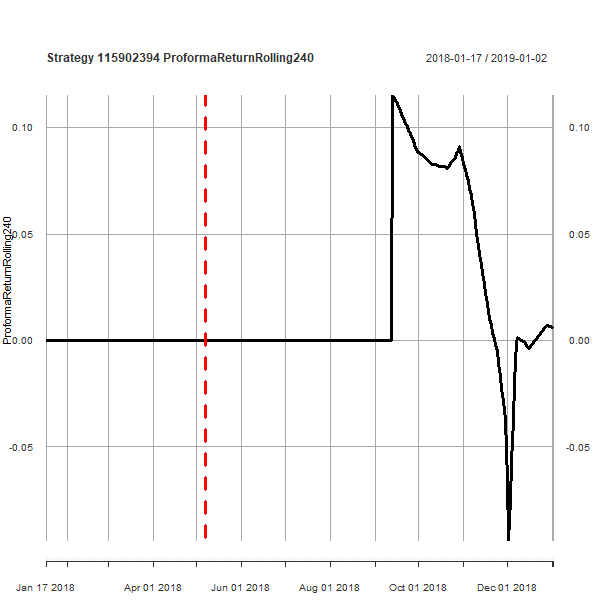 Strategy 115902394 ProformaReturnRolling240
2018-01-17 / 2019-01-02
0.10
0.10
0.05
0.05
0.00
0.00
-0.05
-0.05
ProformaReturnRolling240
Jan 17 2018
Apr 01 2018
Jun 01 2018
Aug 01 2018
Oct 01 2018
Dec 01 2018